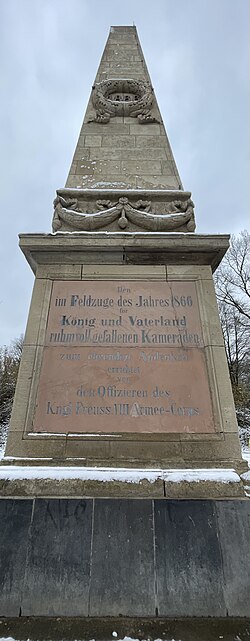 Den
im Feldzuge des Jahres 1866
für
König und Vaterland
ruhmvoll gefallenen Kameraden
zum ehrenden Andenken
errichtet
von
den Offizieren des
Kngl Preuss VIII Armee-Corps